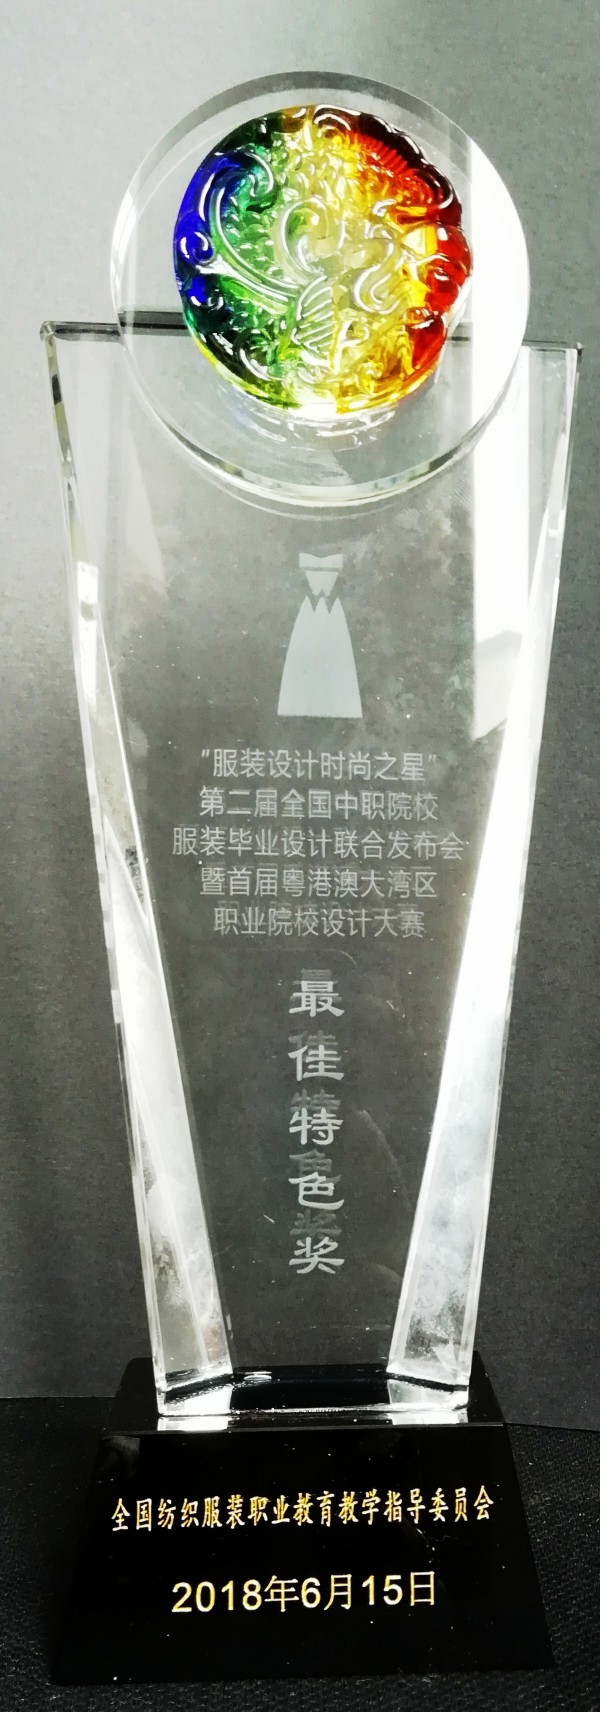 “服装设计时尚之星”
第二届全国中职院校
服装毕业设计联合发布会
暨首届粤港澳大湾区
职业院校设计大赛
最佳特色奖
全国纺织服装职业教育教学指导委员会
2018年6月15日